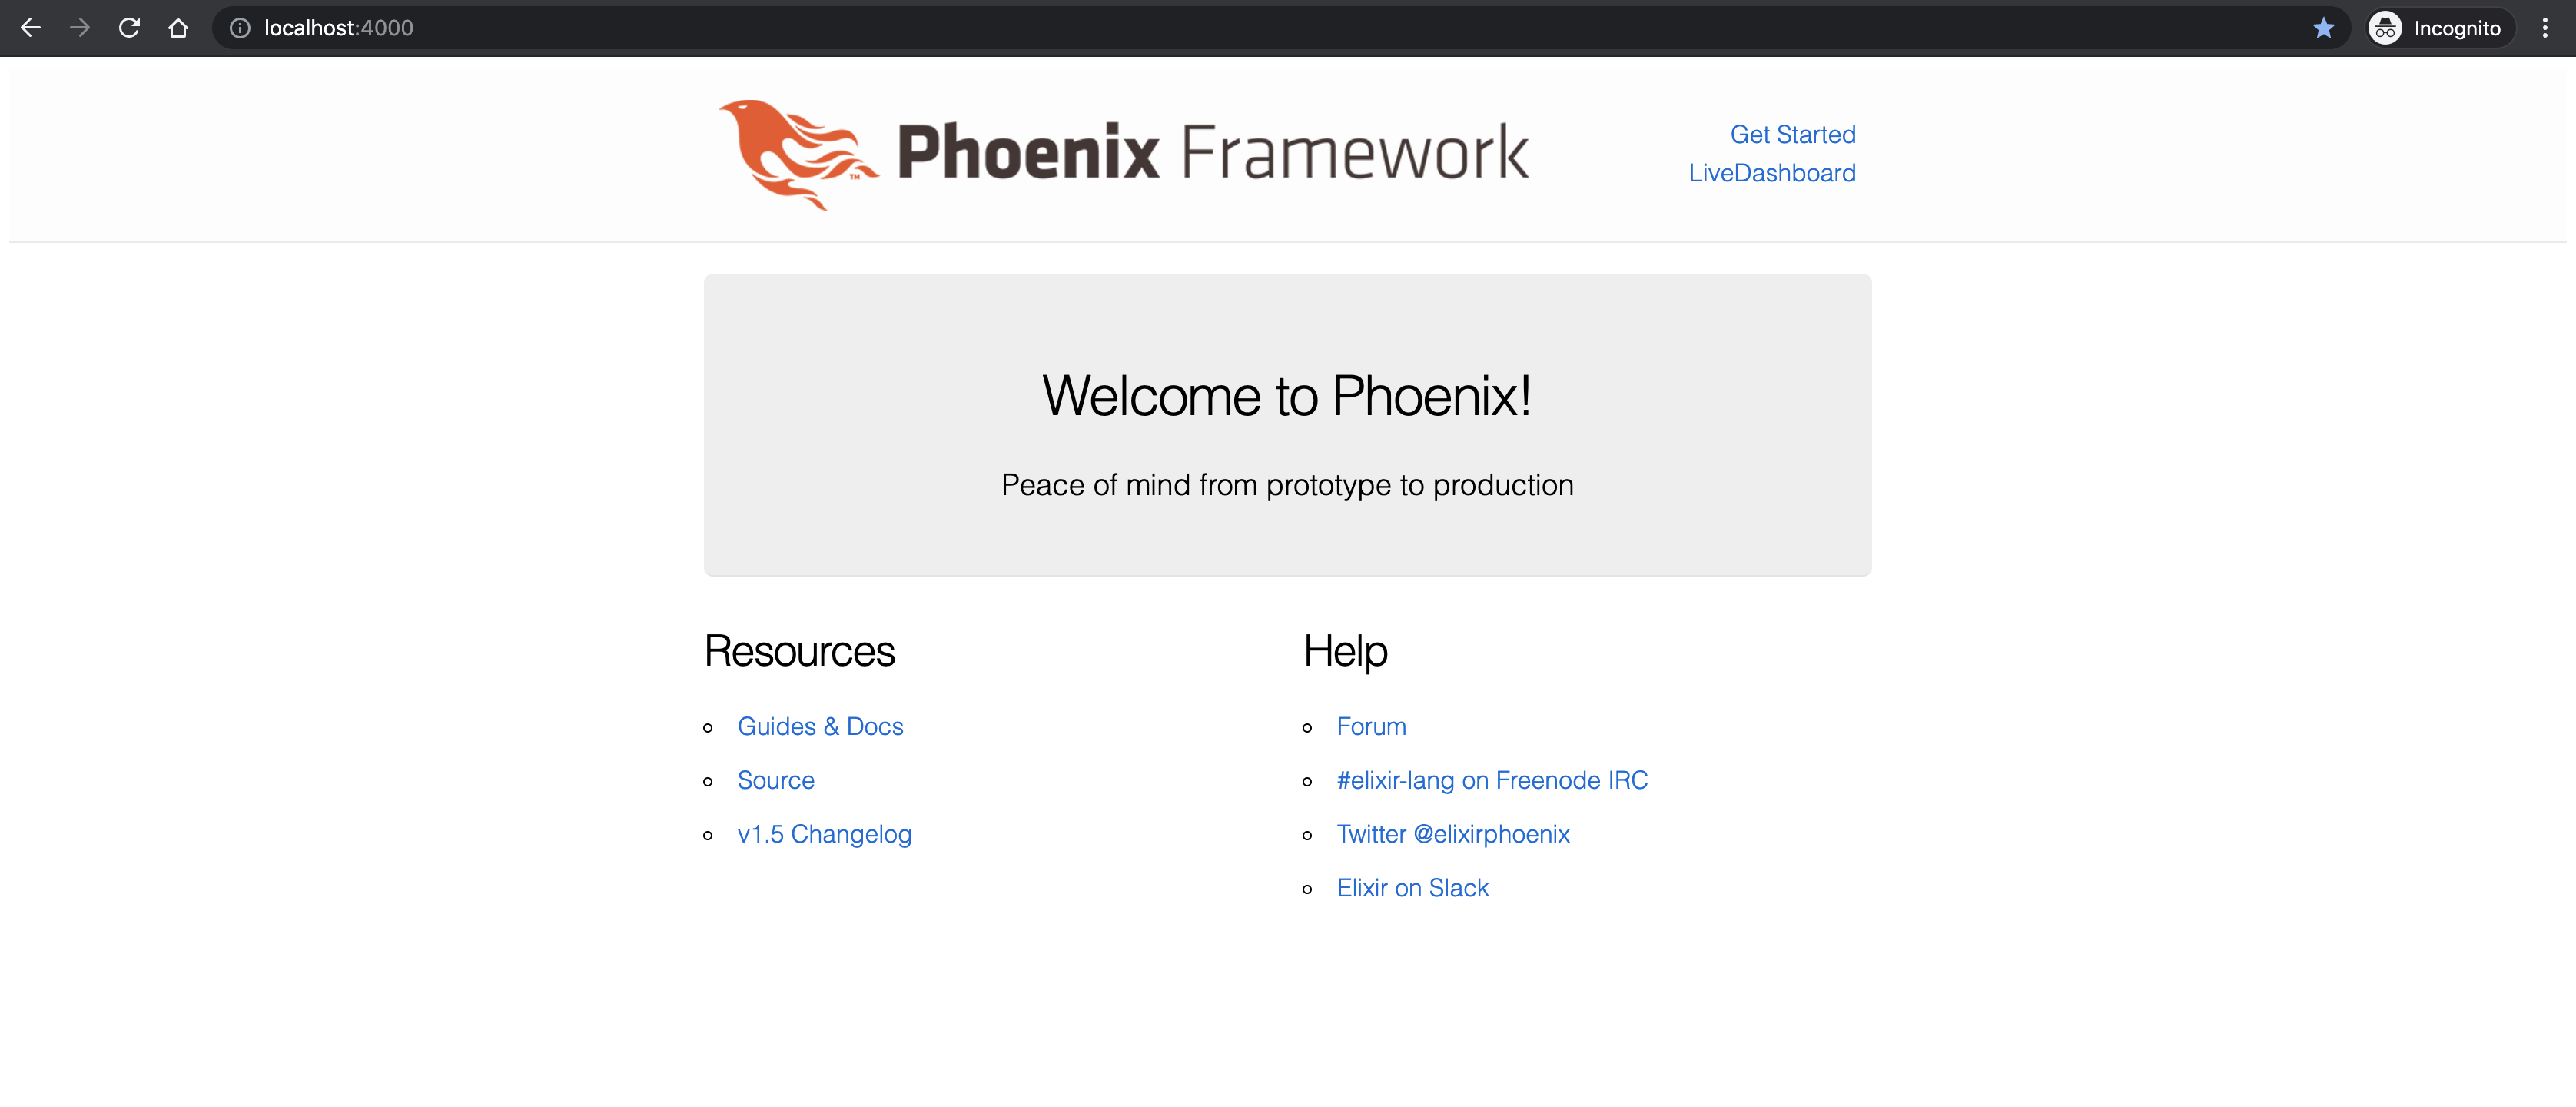 localhost:4000
Incognito
Phoenix Framework
TM
Get Started
LiveDashboard
Welcome to Phoenix!
Peace of mind from prototype to production
Resources
Guides & Docs
Source
v1.5 Changelog
Help
Forum
#elixir-lang on Freenode IRC
Twitter @elixirphoenix
Elixir on Slack